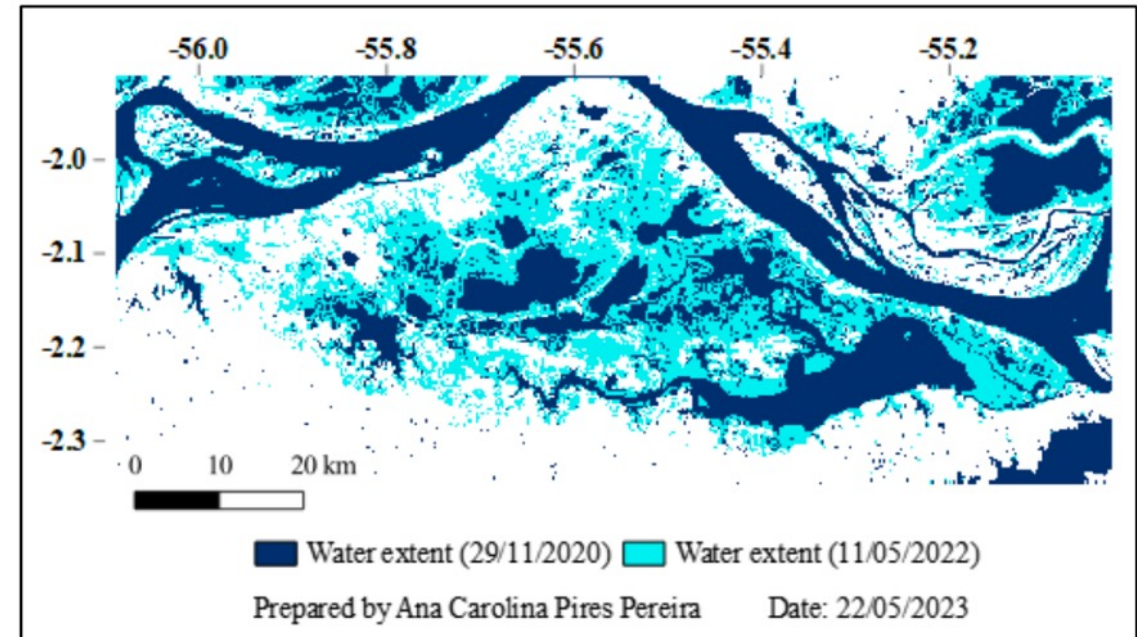 -56.0 -55.8 -55.6 -55.4 -55.2
-2.0
-2.1
-2.2
-2.3
0 10 20 km
Water extent (29/11/2020) Water extent (11/05/2022)
Prepared by Ana Carolina Pires Pereira Date: 22/05/2023